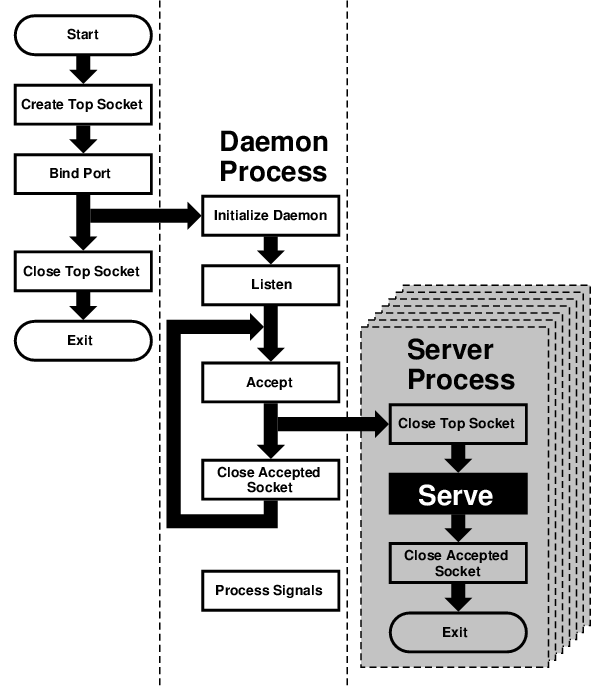 Start
Create Top Socket
Bind Port
Close Top Socket
Exit
Daemon
Process
Initialize Daemon
Listen
Accept
Close Accepted
Socket
Process Signals
Server
Process
Close Top Socket
Serve
Close Accepted
Socket
Exit